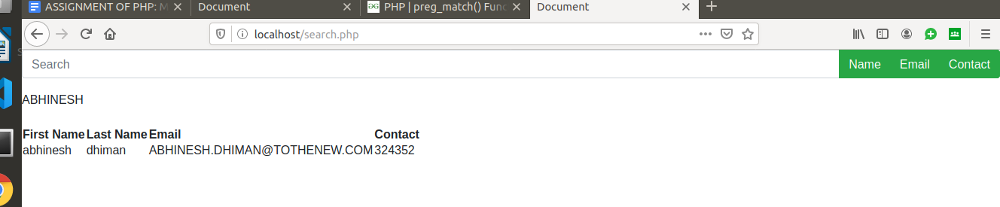 ASSIGNMENT OF PHP: M
Document
PHP | preg_match() Func
Document
localhost/search.php
Search
Name
Email
Contact
ABHINESH
First Name Last Name Email Contact
abhinesh dhiman ABHINESH.DHIMAN@TOTHENEW.COM 324352